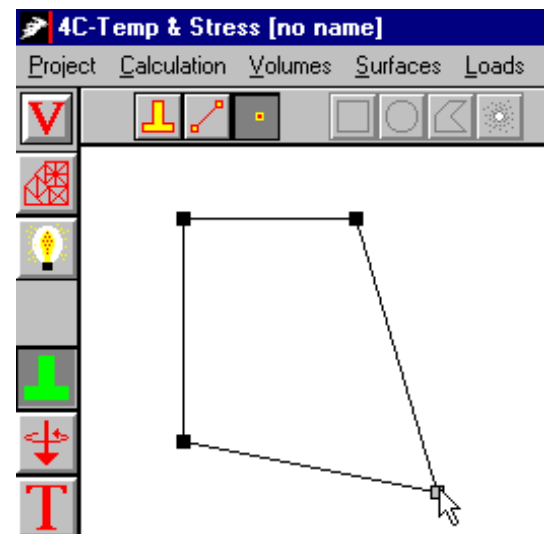 4C-Temp & Stress [no name]
Project Calculation Volumes Surfaces Loads
V
T